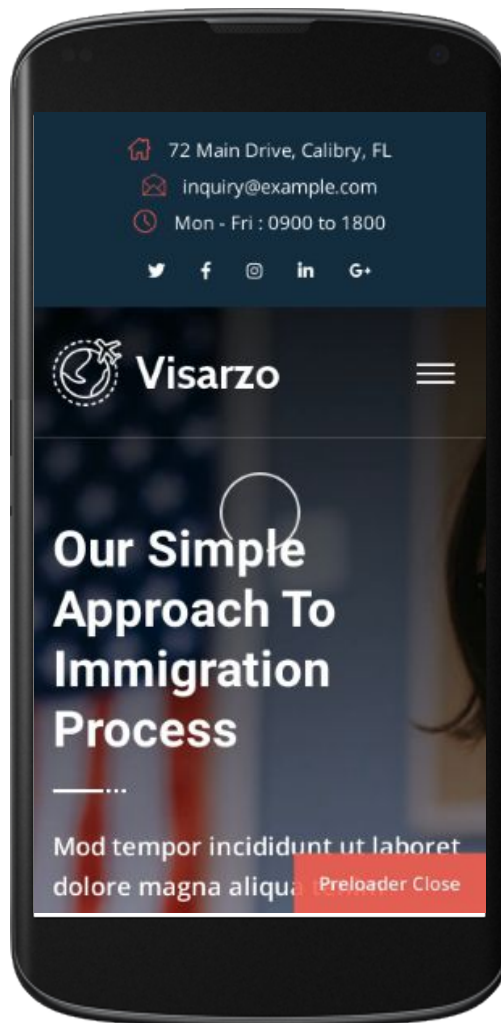 72 Main Drive, Calibry, FL
inquiry@example.com
Mon - Fri : 0900 to 1800
Visarzo
Our Simple
Approach To
Immigration
Process
Mod tempor incididunt ut laboret
dolore magna aliqua
Preloader Close